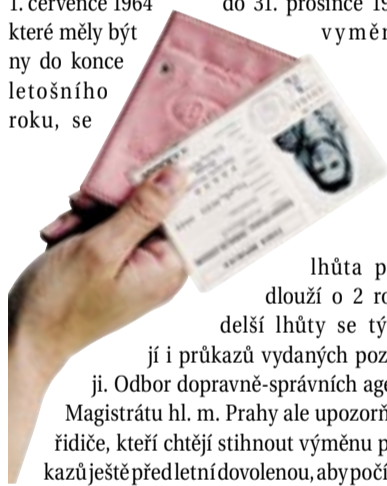 1. července 1964 do 31. prosince 19
které měly být vyměn
ny do konce
letošního
roku, se
lhůta p
dlouží o 2 ro
delší lhůty se tý
jí i průkazů vydaných poz
ji. Odbor dopravně-správních age
Magistrátu hl. m. Prahy ale upozorň
řidiče, kteří chtějí stihnout výměnu p
kazů ještě před letní dovolenou, aby počí